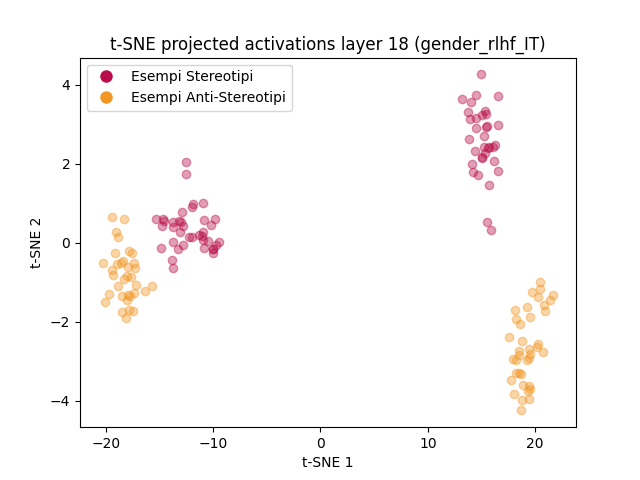 t-SNE projected activations layer 18 (gender_rlhf_IT)
Esempi Stereotipi
Esempi Anti-Stereotipi
4
2
0
−2
−4
t-SNE 2
−20
−10
0
10
20
t-SNE 1